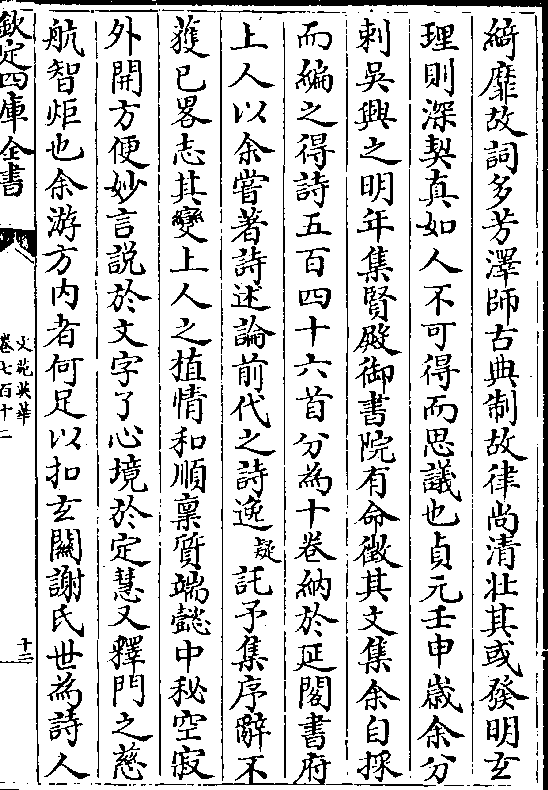 綺靡故詞多芳澤師古典制故律尚清壯其或發明玄
理則深契真如人不可得而思議也貞元壬申嵗余分
刺吳興之明年集賢殿御書院有命徵其文集余自採
而編之得詩五百四十六首分為十卷納於延閣書府
上人以余嘗著詩述論前代之詩逸疑託予集序辭不
獲已畧志其變上人之植情和順稟質端懿中秘空寂
外開方便妙言説於文字了心境於定慧又釋門之慈
航智炬也余游方内者何足以扣玄關謝氏世為詩人
欽定四庫全書
文苑英華
卷七百十二
十三